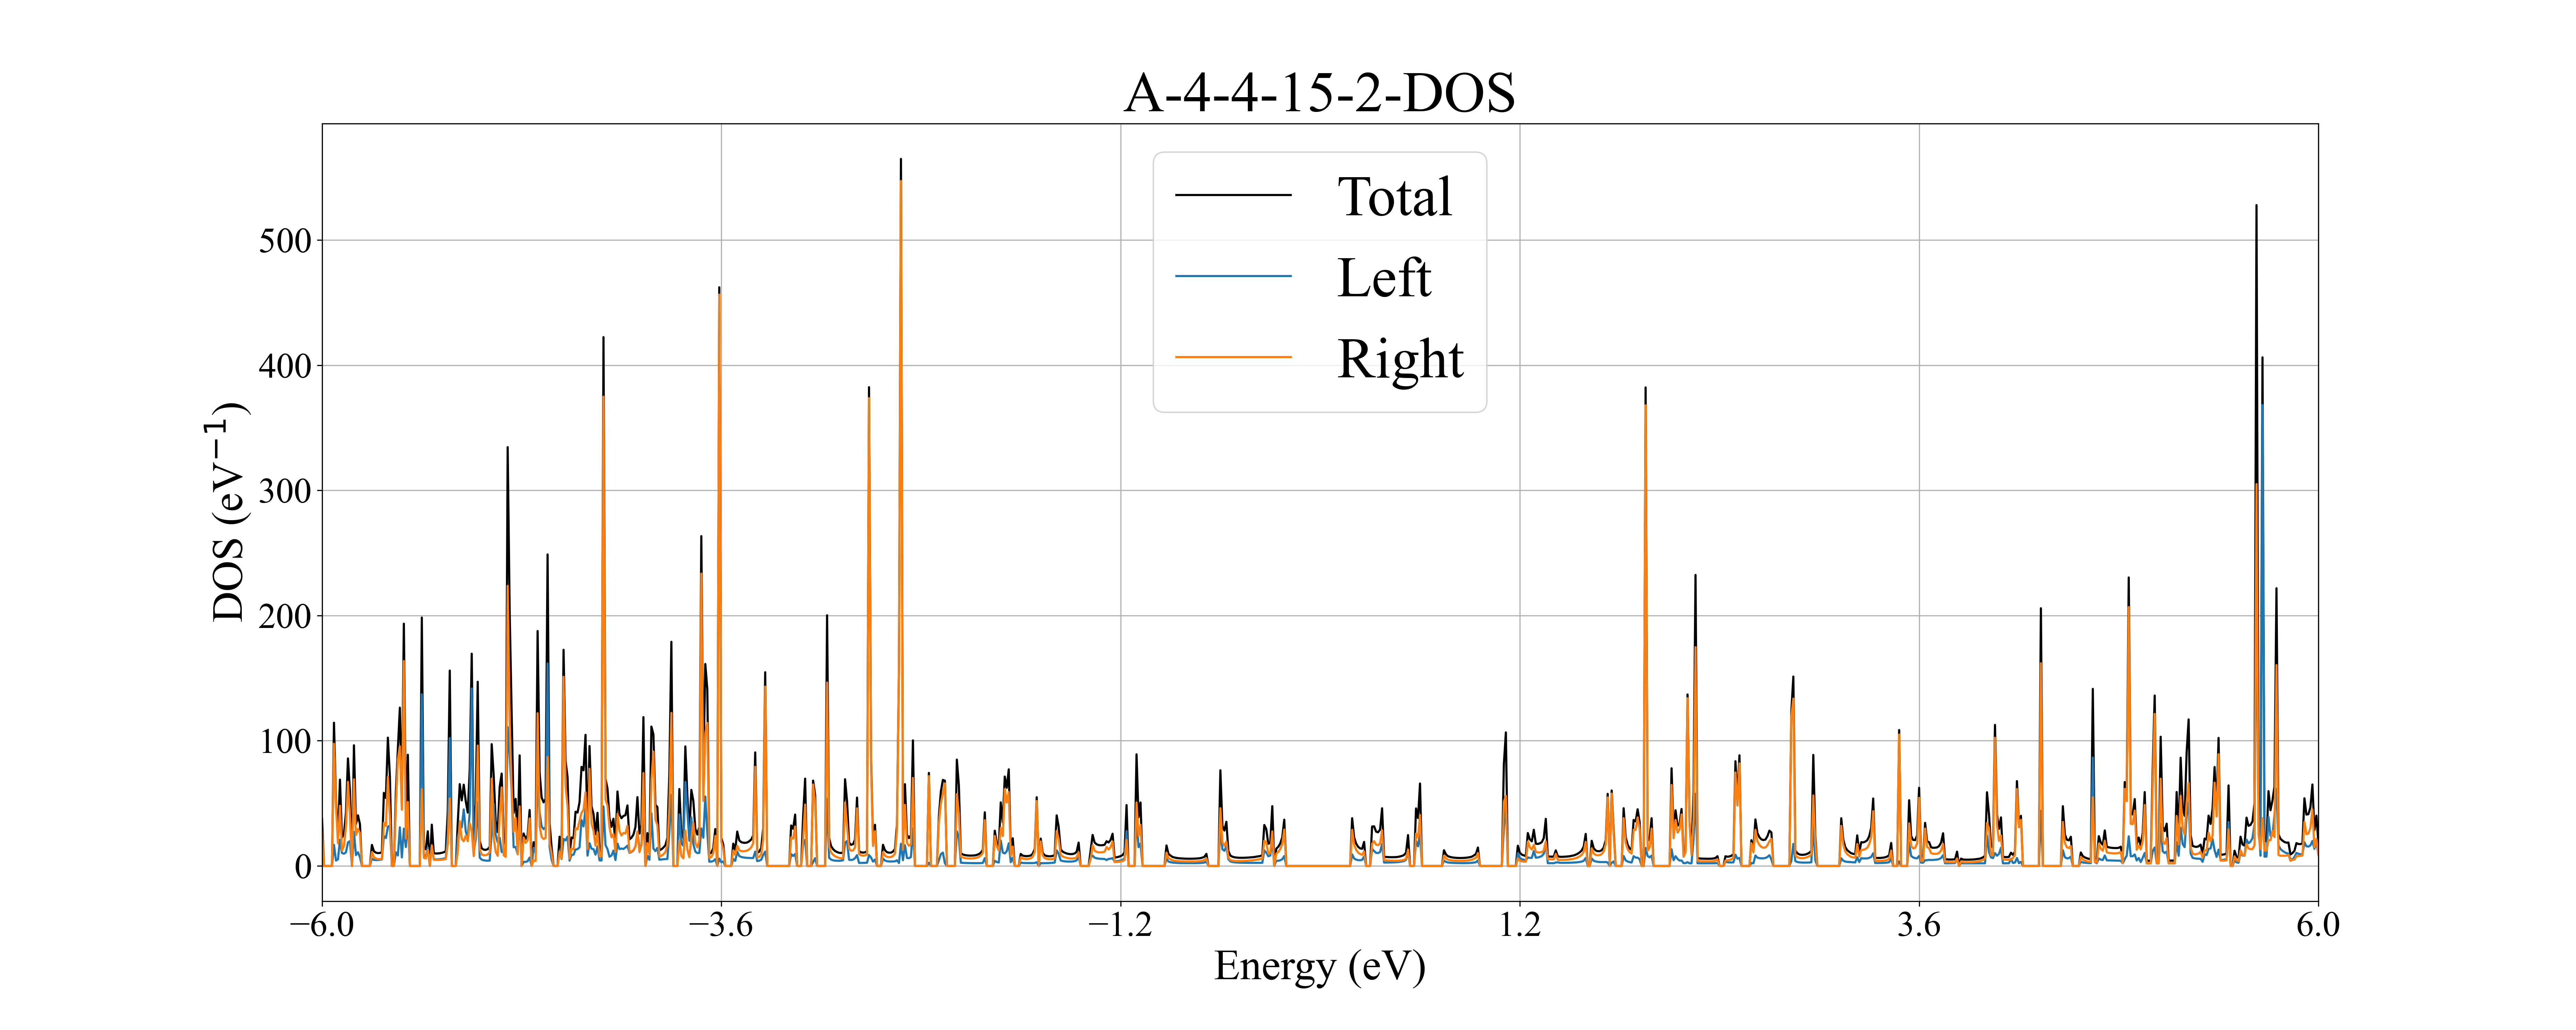 A-4-4-15-2-DOS
Total
Left
Right
500
400
300
200
100
0
DOS (eV⁻¹)
−6.0 −3.6 −1.2 1.2 3.6 6.0
Energy (eV)